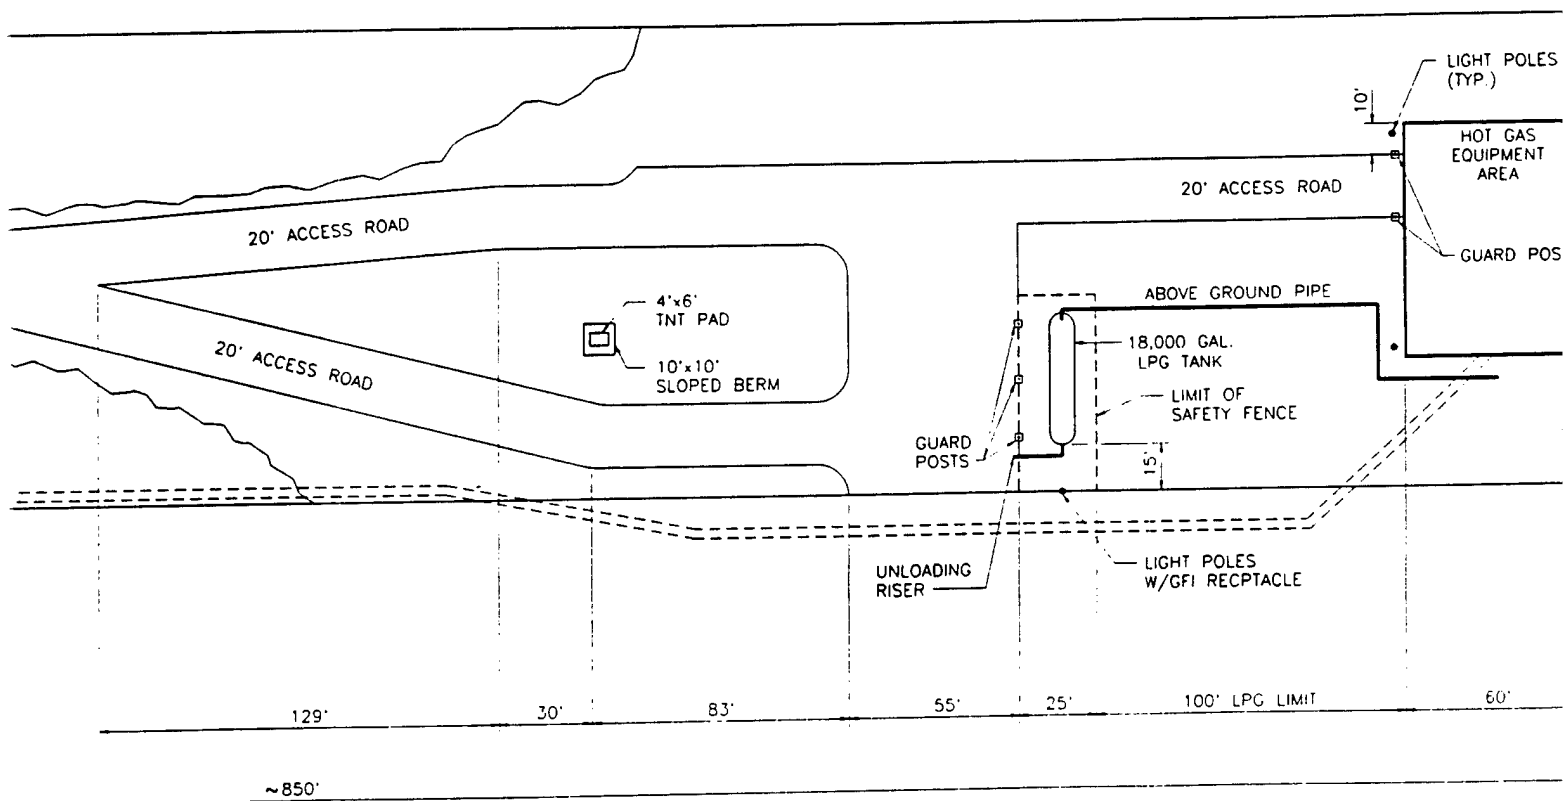 LIGHT POLES
(TYP.)
10'
HOT GAS
EQUIPMENT
AREA
20' ACCESS ROAD
20' ACCESS ROAD
GUARD POS
4'x6'
TNT PAD
ABOVE GROUND PIPE
18,000 GAL.
LPG TANK
20' ACCESS ROAD
10'x10'
SLOPED BERM
LIMIT OF
SAFETY FENCE
GUARD
POSTS
15'
UNLOADING
RISER
LIGHT POLES
W/GFI RECPTACLE
129'
30'
83'
55'
25'
100' LPG LIMIT
60'
~850'